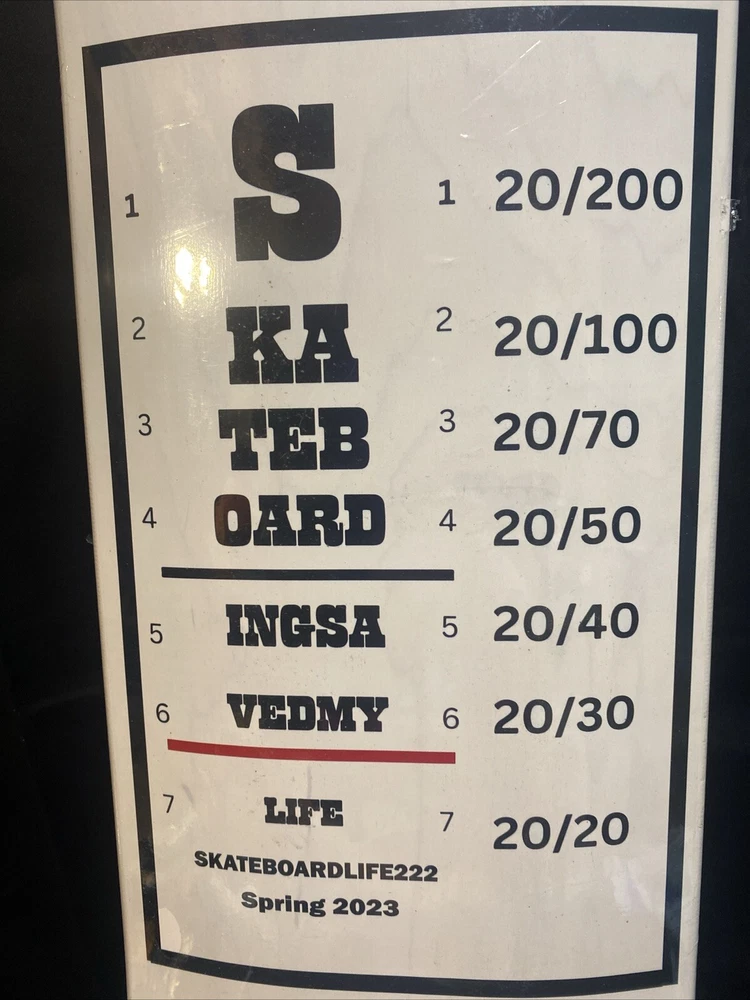 1 S 1 20/200
2 KA 2 20/100
3 TEB 3 20/70
4 OARD 4 20/50
5 INGSA 5 20/40
6 VEDMY 6 20/30
7 LIFE 7 20/20
SKATEBOARDLIFE222
Spring 2023